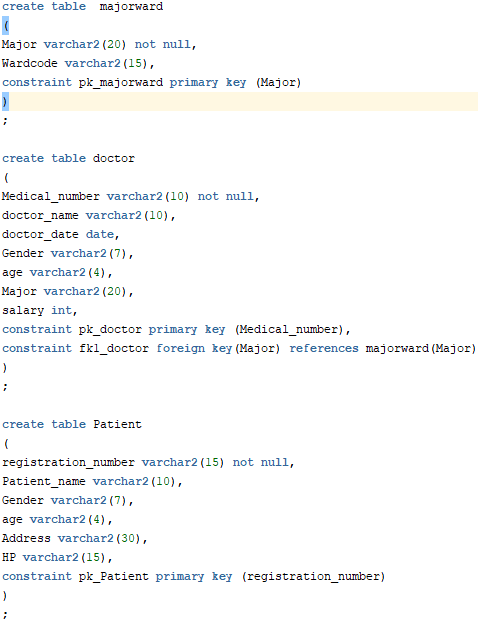 create table  majorward
(
Major varchar2(20) not null,
Wardcode varchar2(15),
constraint pk_majorward primary key (Major)
)
;
create table doctor
(
Medical_number varchar2(10) not null,
doctor_name varchar2(10),
doctor_date date,
Gender varchar2(7),
age varchar2(4),
Major varchar2(20),
salary int,
constraint pk_doctor primary key (Medical_number),
constraint fk1_doctor foreign key(Major) references majorward(Major)
)
;
create table Patient
(
registration_number varchar2(15) not null,
Patient_name varchar2(10),
Gender varchar2(7),
age varchar2(4),
Address varchar2(30),
HP varchar2(15),
constraint pk_Patient primary key (registration_number)
)
;